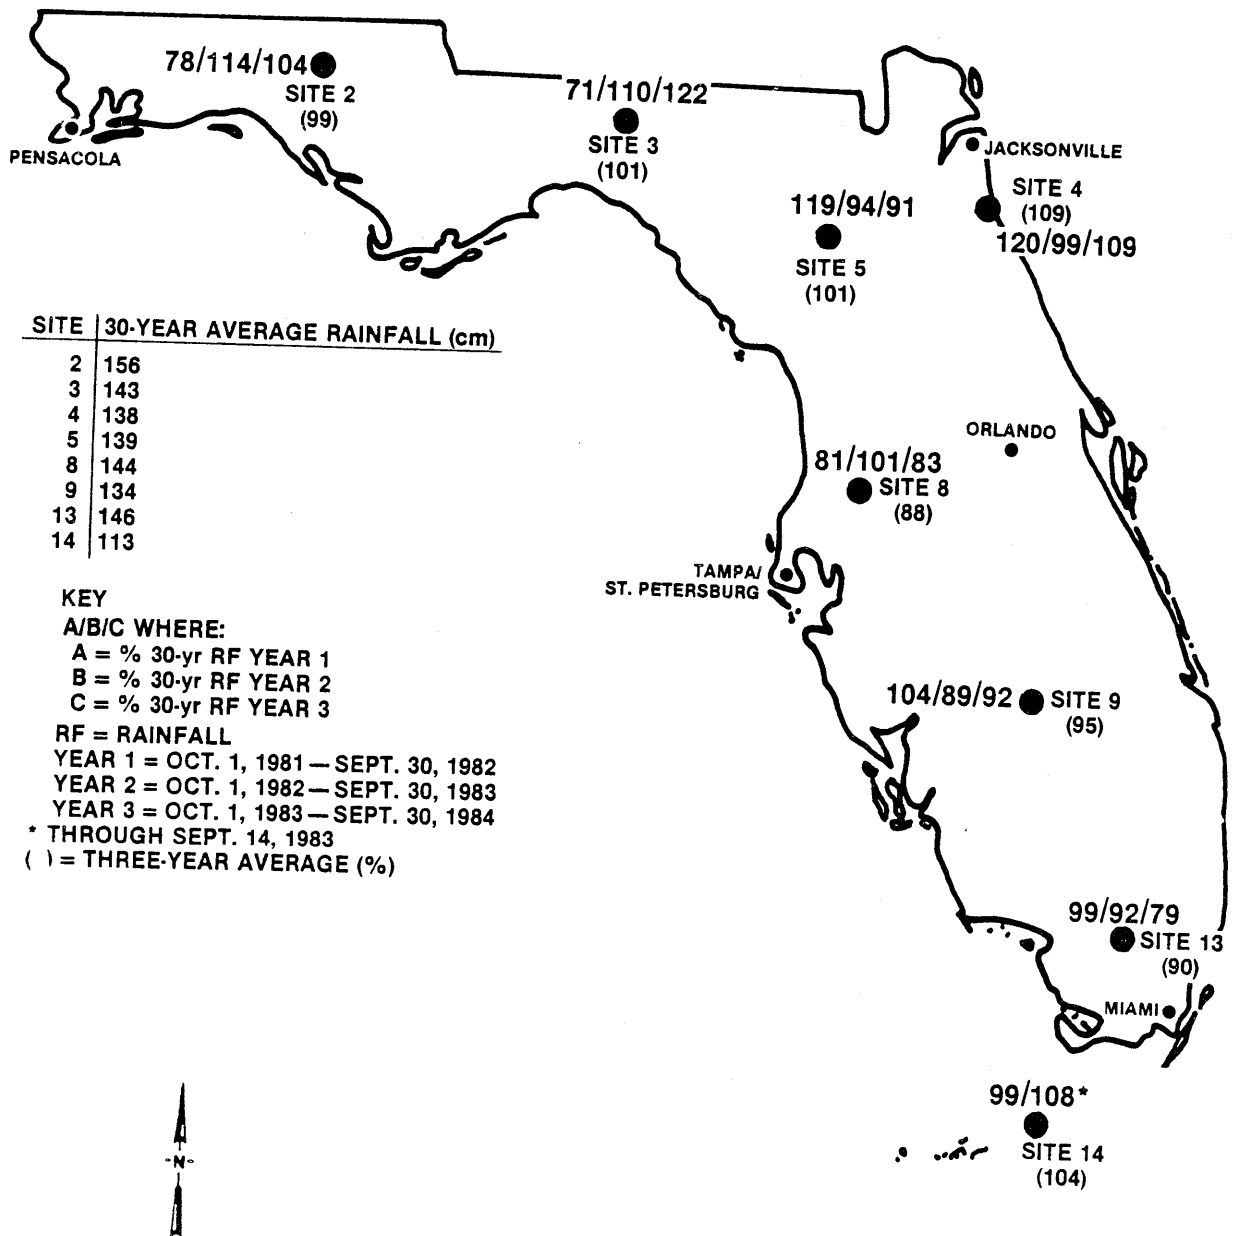 78/114/104
SITE 2
(99)
71/110/122
SITE 3
(101)
PENSACOLA
JACKSONVILLE
SITE 4
(109)
120/99/109
119/94/91
SITE 5
(101)
SITE 30-YEAR AVERAGE RAINFALL (cm)
2 156
3 143
4 138
5 139
8 144
9 134
13 146
14 113
ORLANDO
81/101/83
SITE 8
(88)
TAMPA/
ST. PETERSBURG
KEY
A/B/C WHERE:
A = % 30-yr RF YEAR 1
B = % 30-yr RF YEAR 2
C = % 30-yr RF YEAR 3
RF = RAINFALL
YEAR 1 = OCT. 1, 1981—SEPT. 30, 1982
YEAR 2 = OCT. 1, 1982—SEPT. 30, 1983
YEAR 3 = OCT. 1, 1983—SEPT. 30, 1984
* THROUGH SEPT. 14, 1983
( ) = THREE-YEAR AVERAGE (%)
104/89/92
SITE 9
(95)
99/92/79
SITE 13
(90)
MIAMI
99/108*
SITE 14
(104)
-N-